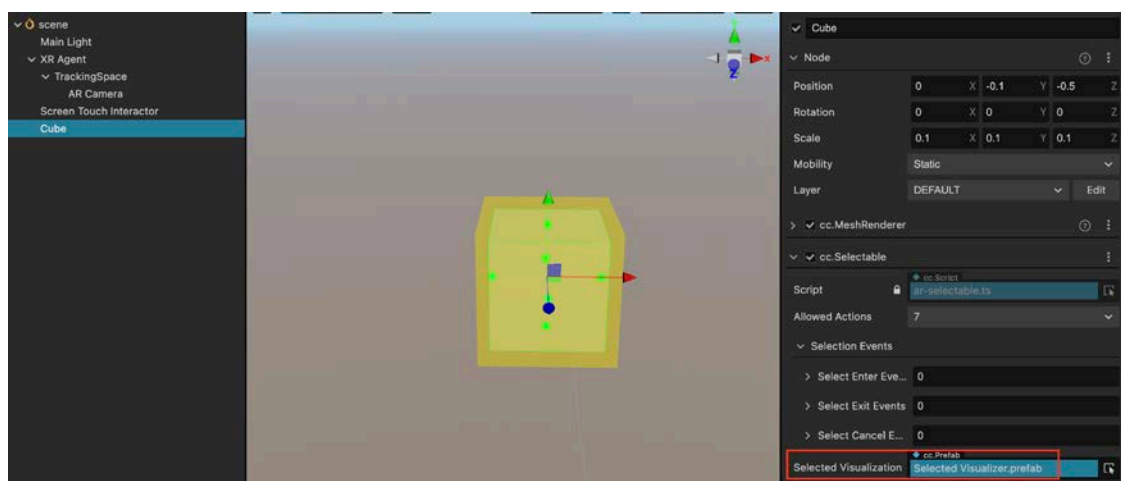 scene
Main Light
XR Agent
TrackingSpace
AR Camera
Screen Touch Interactor
Cube
Y
X
Z
Cube
Node
Position 0 X -0.1 Y -0.5 Z
Rotation 0 X 0 Y 0 Z
Scale 0.1 X 0.1 Y 0.1 Z
Mobility Static
Layer DEFAULT Edit
cc.MeshRenderer
cc.Selectable
cc.Script
Script ar-selectable.ts
Allowed Actions 7
Selection Events
Select Enter Eve... 0
Select Exit Events 0
Select Cancel E... 0
cc.Prefab
Selected Visualization Selected Visualizer.prefab